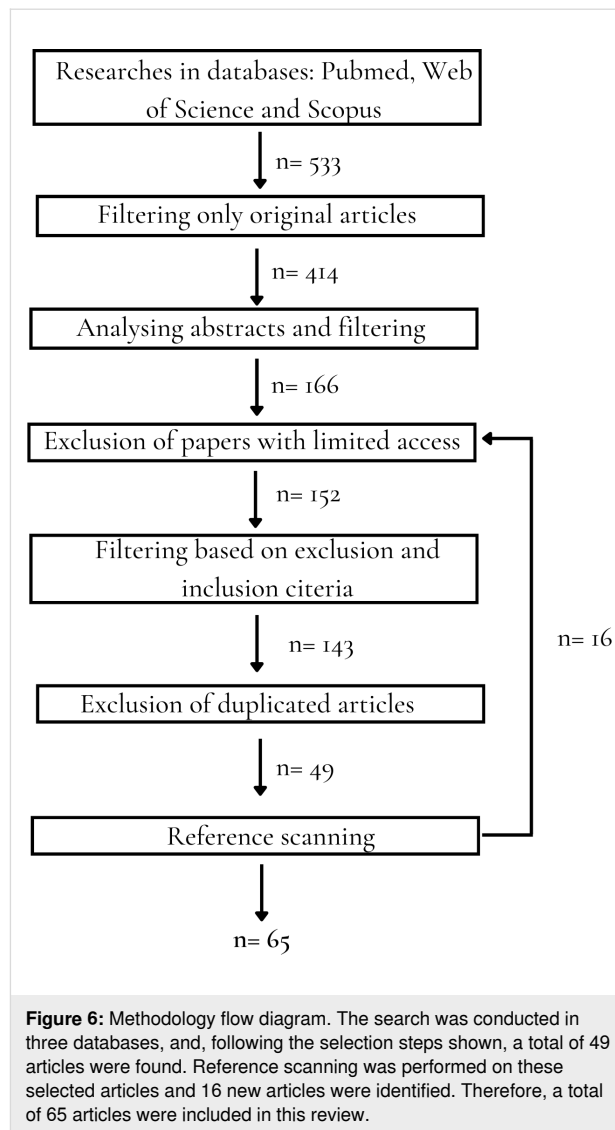 Researches in databases: Pubmed, Web
of Science and Scopus
n= 533
Filtering only original articles
n= 414
Analysing abstracts and filtering
n= 166
Exclusion of papers with limited access
n= 152
Filtering based on exclusion and
inclusion citeria
n= 143
n= 16
Exclusion of duplicated articles
n= 49
Reference scanning
n= 65
Figure 6: Methodology flow diagram. The search was conducted in
three databases, and, following the selection steps shown, a total of 49
articles were found. Reference scanning was performed on these
selected articles and 16 new articles were identified. Therefore, a total
of 65 articles were included in this review.